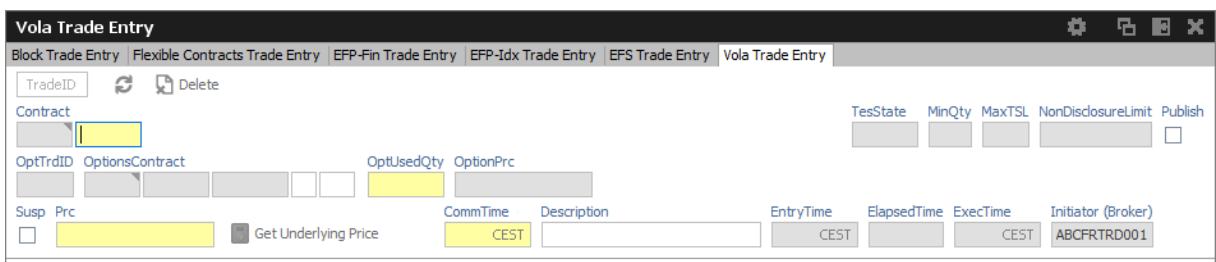 Vola Trade Entry
Block Trade Entry Flexible Contracts Trade Entry EFP-Fin Trade Entry EFP-Idx Trade Entry EFS Trade Entry Vola Trade Entry
TradeID Delete
Contract TesState MinQty MaxTSL NonDisclosureLimit Publish
OptTrdID OptionsContract OptUsedQty OptionPrc
Susp Prc CommTime Description EntryTime ElapsedTime ExecTime Initiator (Broker)
Get Underlying Price CEST CEST CEST ABCFRTRD001